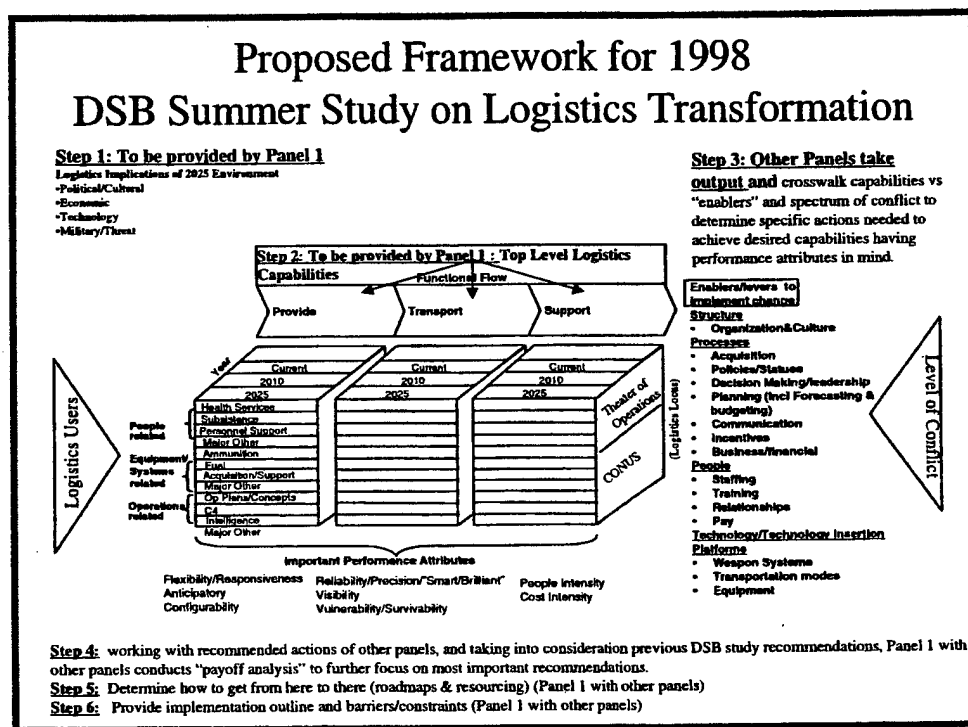 Proposed Framework for 1998
DSB Summer Study on Logistics Transformation
Step 1: To be provided by Panel 1
Logistics Implications of 2025 Environment
•Political/Cultural
•Economic
•Technology
•Military/Threat
Step 3: Other Panels take
output and crosswalk capabilities vs
"enablers" and spectrum of conflict to
determine specific actions needed to
achieve desired capabilities having
performance attributes in mind.
Step 2: To be provided by Panel 1 : Top Level Logistics
Capabilities
Functional Flow
Provide
Transport
Support
Year
Current
2010
2025
Current
2010
2025
Current
2010
2025
Health Services
Subsistence
Personnel Support
Major Other
Ammunition
Fuel
Acquisition/Support
Major Other
Op Plans/Concepts
C4
Intelligence
Major Other
People
related
Equipment/
Systems
related
Operations
related
Logistics Users
Theater of
Operations
CONUS
(Logistics Locus)
Level of Conflict
Enablers/levers to
implement change
Structure
• Organization&Culture
Processes
• Acquisition
• Policies/Statues
• Decision Making/leadership
• Planning (incl Forecasting &
budgeting)
• Communication
• Incentives
• Business/financial
People
• Staffing
• Training
• Relationships
• Pay
Technology/Technology Insertion
Platforms
• Weapon Systems
• Transportation modes
• Equipment
Important Performance Attributes
Flexibility/Responsiveness
Anticipatory
Configurability
Reliability/Precision/"Smart/Brilliant"
Visibility
Vulnerability/Survivability
People Intensity
Cost Intensity
Step 4: working with recommended actions of other panels, and taking into consideration previous DSB study recommendations, Panel 1 with
other panels conducts "payoff analysis" to further focus on most important recommendations.
Step 5: Determine how to get from here to there (roadmaps & resourcing) (Panel 1 with other panels)
Step 6: Provide implementation outline and barriers/constraints (Panel 1 with other panels)